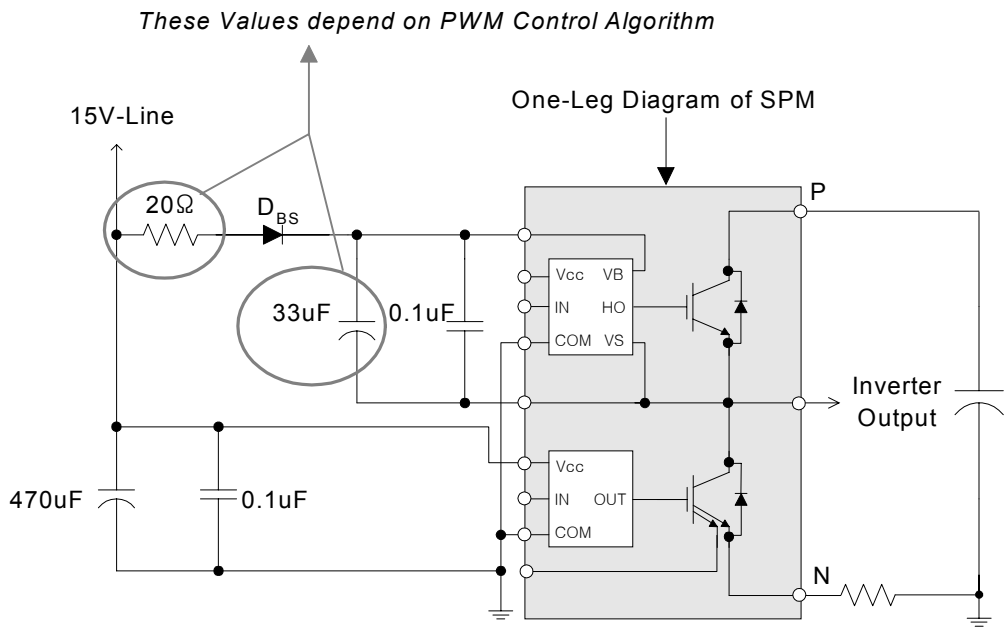 These Values depend on PWM Control Algorithm
One-Leg Diagram of SPM
15V-Line
P
20Ω
DBS
Vcc VB
IN HO
COM VS
33uF
0.1uF
Inverter
Output
Vcc
IN OUT
COM
470uF
0.1uF
N